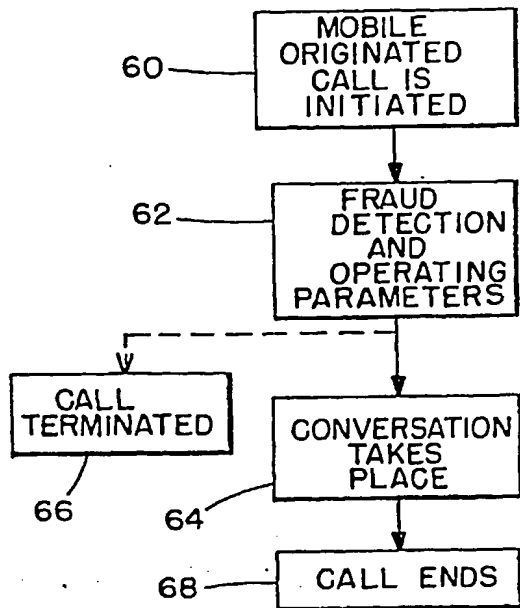 MOBILE
ORIGINATED
CALL IS
INITIATED
60
FRAUD
DETECTION
AND
OPERATING
PARAMETERS
62
CALL
TERMINATED
66
CONVERSATION
TAKES
PLACE
64
CALL ENDS
68